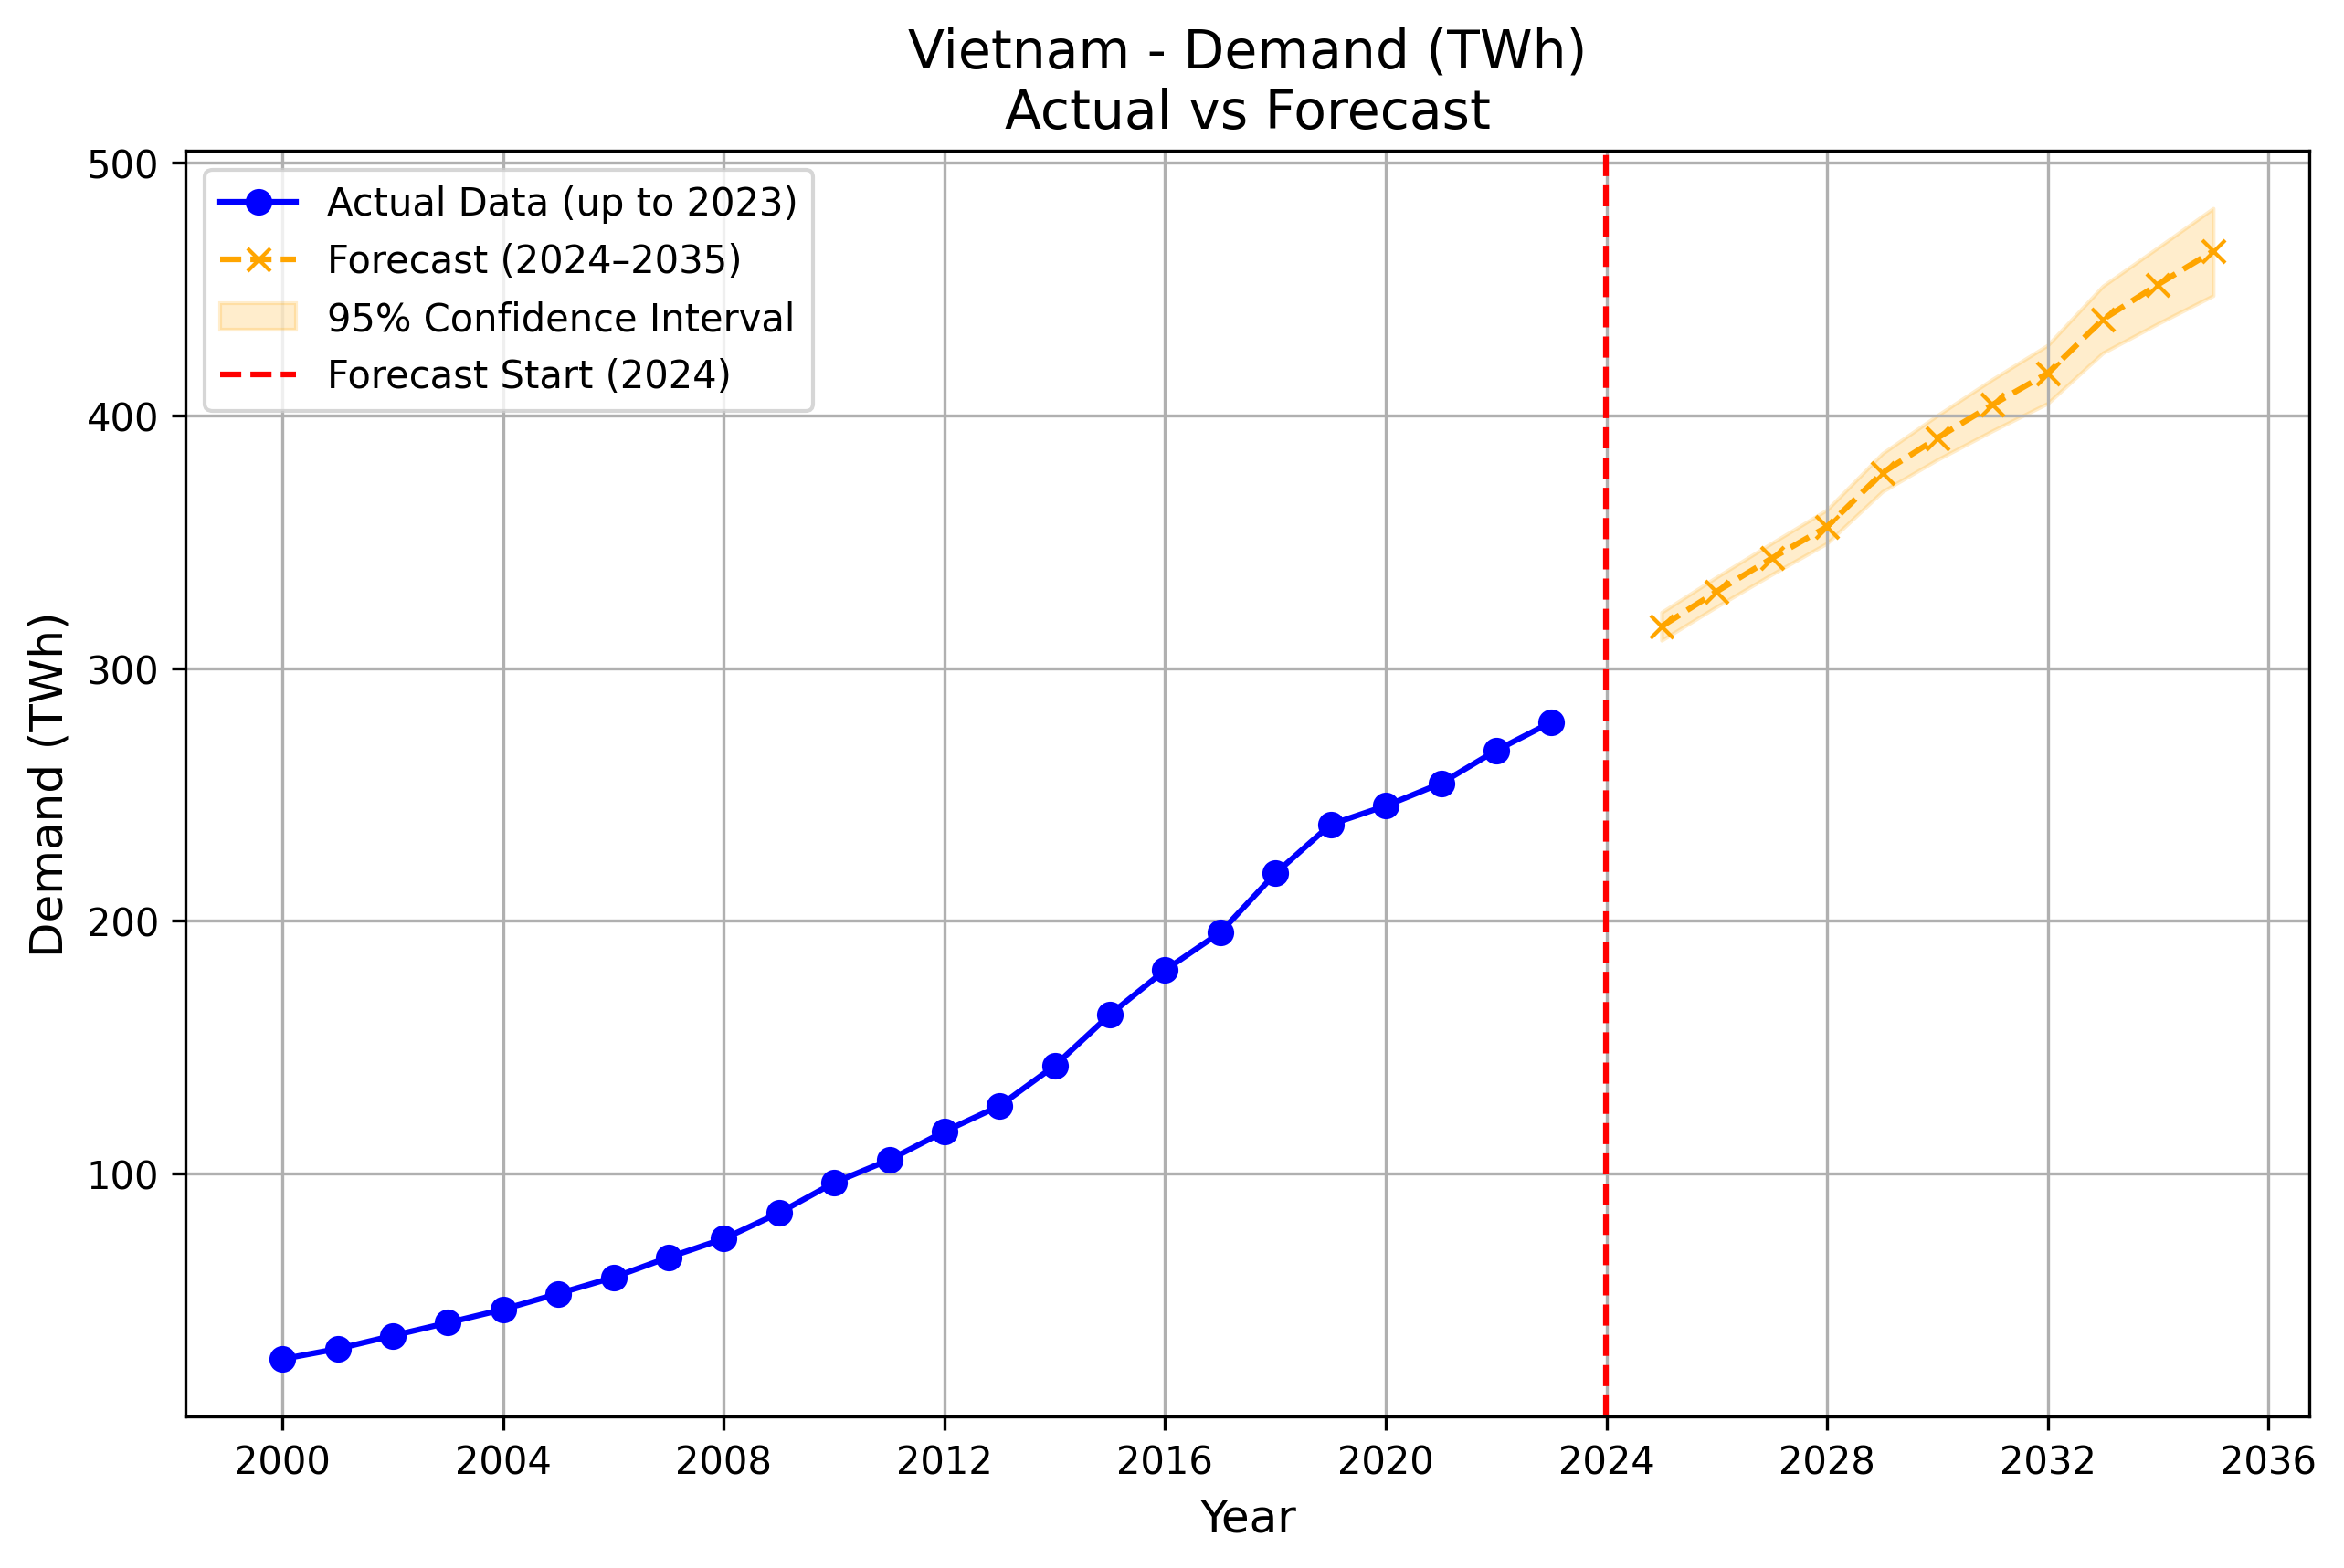 Vietnam - Demand (TWh)
Actual vs Forecast
500
400
300
200
100
Demand (TWh)
Actual Data (up to 2023)
Forecast (2024–2035)
95% Confidence Interval
Forecast Start (2024)
2000 2004 2008 2012 2016 2020 2024 2028 2032 2036
Year